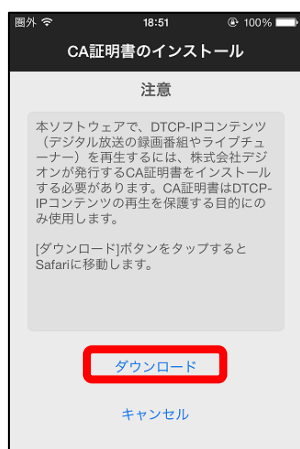 圏外 18:51 100%
CA証明書のインストール
注意
本ソフトウェアで、DTCP-IPコンテンツ
（デジタル放送の録画番組やライブチュ
ーナー）を再生するには、株式会社デジ
オンが発行するCA証明書をインストール
する必要があります。CA証明書はDTCP-
IPコンテンツの再生を保護する目的にの
み使用します。
[ダウンロード]ボタンをタップすると
Safariに移動します。
ダウンロード
キャンセル